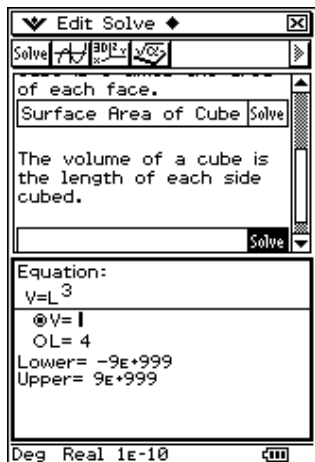 Edit Solve ◆
Solve
of each face.
Surface Area of Cube Solve
The volume of a cube is
the length of each side
cubed.
Solve
Equation:
V=L^3
V=
L= 4
Lower= -9E+999
Upper= 9E+999
Deg Real 1E-10